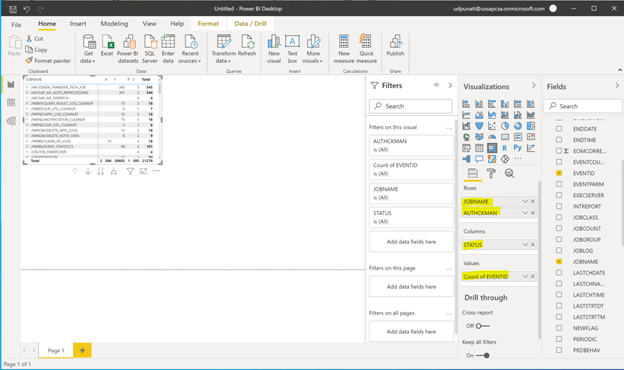 Untitled - Power BI Desktop
udpunati@ussapcsa.onmicrosoft.com
File Home Insert Modeling View Help Format Data / Drill
Paste
Cut
Copy
Format painter
Get data
Excel
Power BI datasets
SQL Server
Enter data
Recent sources
Transform data
Refresh
New visual
Text box
More visuals
New measure
Quick measure
Publish
Clipboard Data Queries Insert Calculations Share
JOBNAME A F P S Total
Total
Filters
Search
Filters on this visual ...
AUTHCKMAN
is (All)
Count of EVENTID
is (All)
JOBNAME
is (All)
STATUS
is (All)
Add data fields here
Filters on this page ...
Add data fields here
Filters on all pages ...
Add data fields here
Visualizations
Rows
JOBNAME
AUTHCKMAN
Columns
STATUS
Values
Count of EVENTID
Drill through
Cross-report
Off
Keep all filters
On
Fields
Search
ENDDATE
ENDTIME
EOMCORRE...
EVENTCOU...
EVENTID
EVENTPARM
EXECSERVER
INTREPORT
JOBCLASS
JOBCOUNT
JOBGROUP
JOBLOG
JOBNAME
LASTCHDATE
LASTCHNA...
LASTCHTIME
LASTSTRTDT
LASTSTRTTM
NEWFLAG
PERIODIC
PRDBEHAV
Page 1
Page 1 of 1